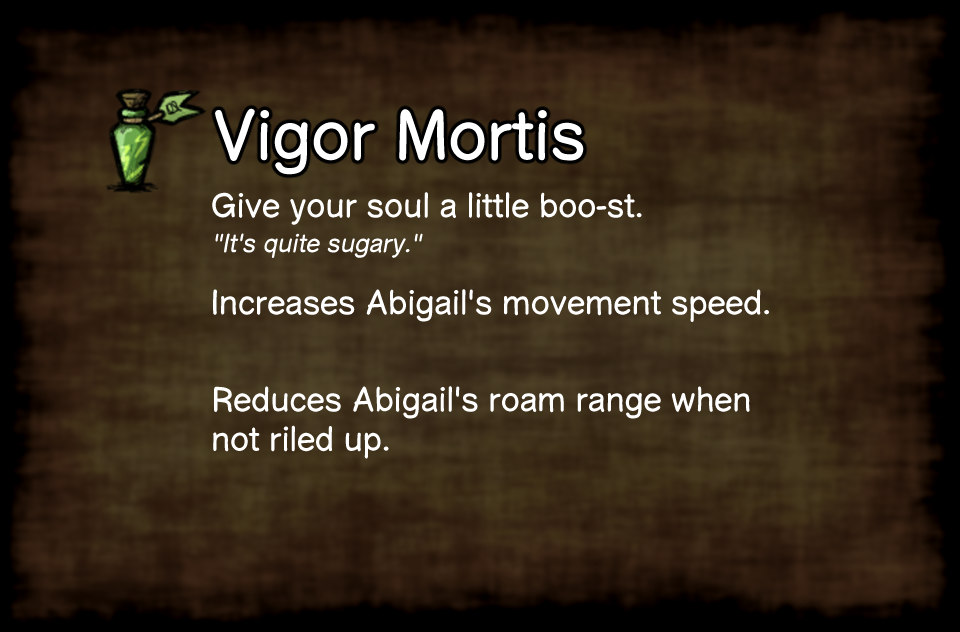 Vigor Mortis
Give your soul a little boo-st.
"It's quite sugary."
Increases Abigail's movement speed.
Reduces Abigail's roam range when
not riled up.